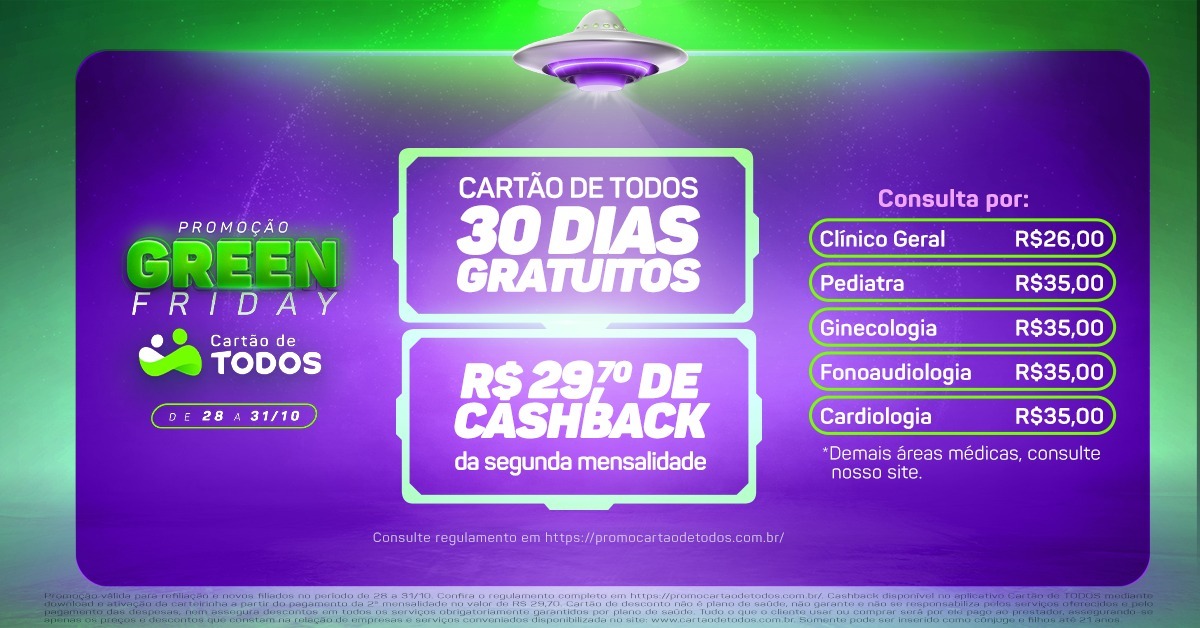 PROMOÇÃO
GREEN
FRIDAY
Cartão de
TODOS
DE 28 A 31/10
CARTÃO DE TODOS
30 DIAS
GRATUITOS
R$ 29,70 DE
CASHBACK
da segunda mensalidade
Consulta por:
Clínico Geral R$26,00
Pediatra R$35,00
Ginecologia R$35,00
Fonoaudiologia R$35,00
Cardiologia R$35,00
*Demais áreas médicas, consulte
nosso site.
Consulte regulamento em https://promocartaodetodos.com.br/
Promoção válida para refiliação e novos filiados no período de 28 a 31/10. Confira o regulamento completo em https://promocartaodetodos.com.br/. Cashback disponível no aplicativo Cartão de TODOS mediante
download e ativação da carteirinha a partir do pagamento da 2ª mensalidade no valor de R$ 29,70. Cartão de desconto não é plano de saúde, não garante e não se responsabiliza pelos serviços oferecidos e pelo
pagamento das despesas, nem assegura descontos em todos os serviços obrigatoriamente garantidos por plano de saúde. Tudo o que o cliente usar ou comprar será por ele pago ao prestador, assegurando-se
apenas os preços e descontos que constam na relação de empresas e serviços conveniados disponibilizada no site: www.cartaodetodos.com.br. Somente pode ser inserido como cônjuge e filhos até 21 anos.